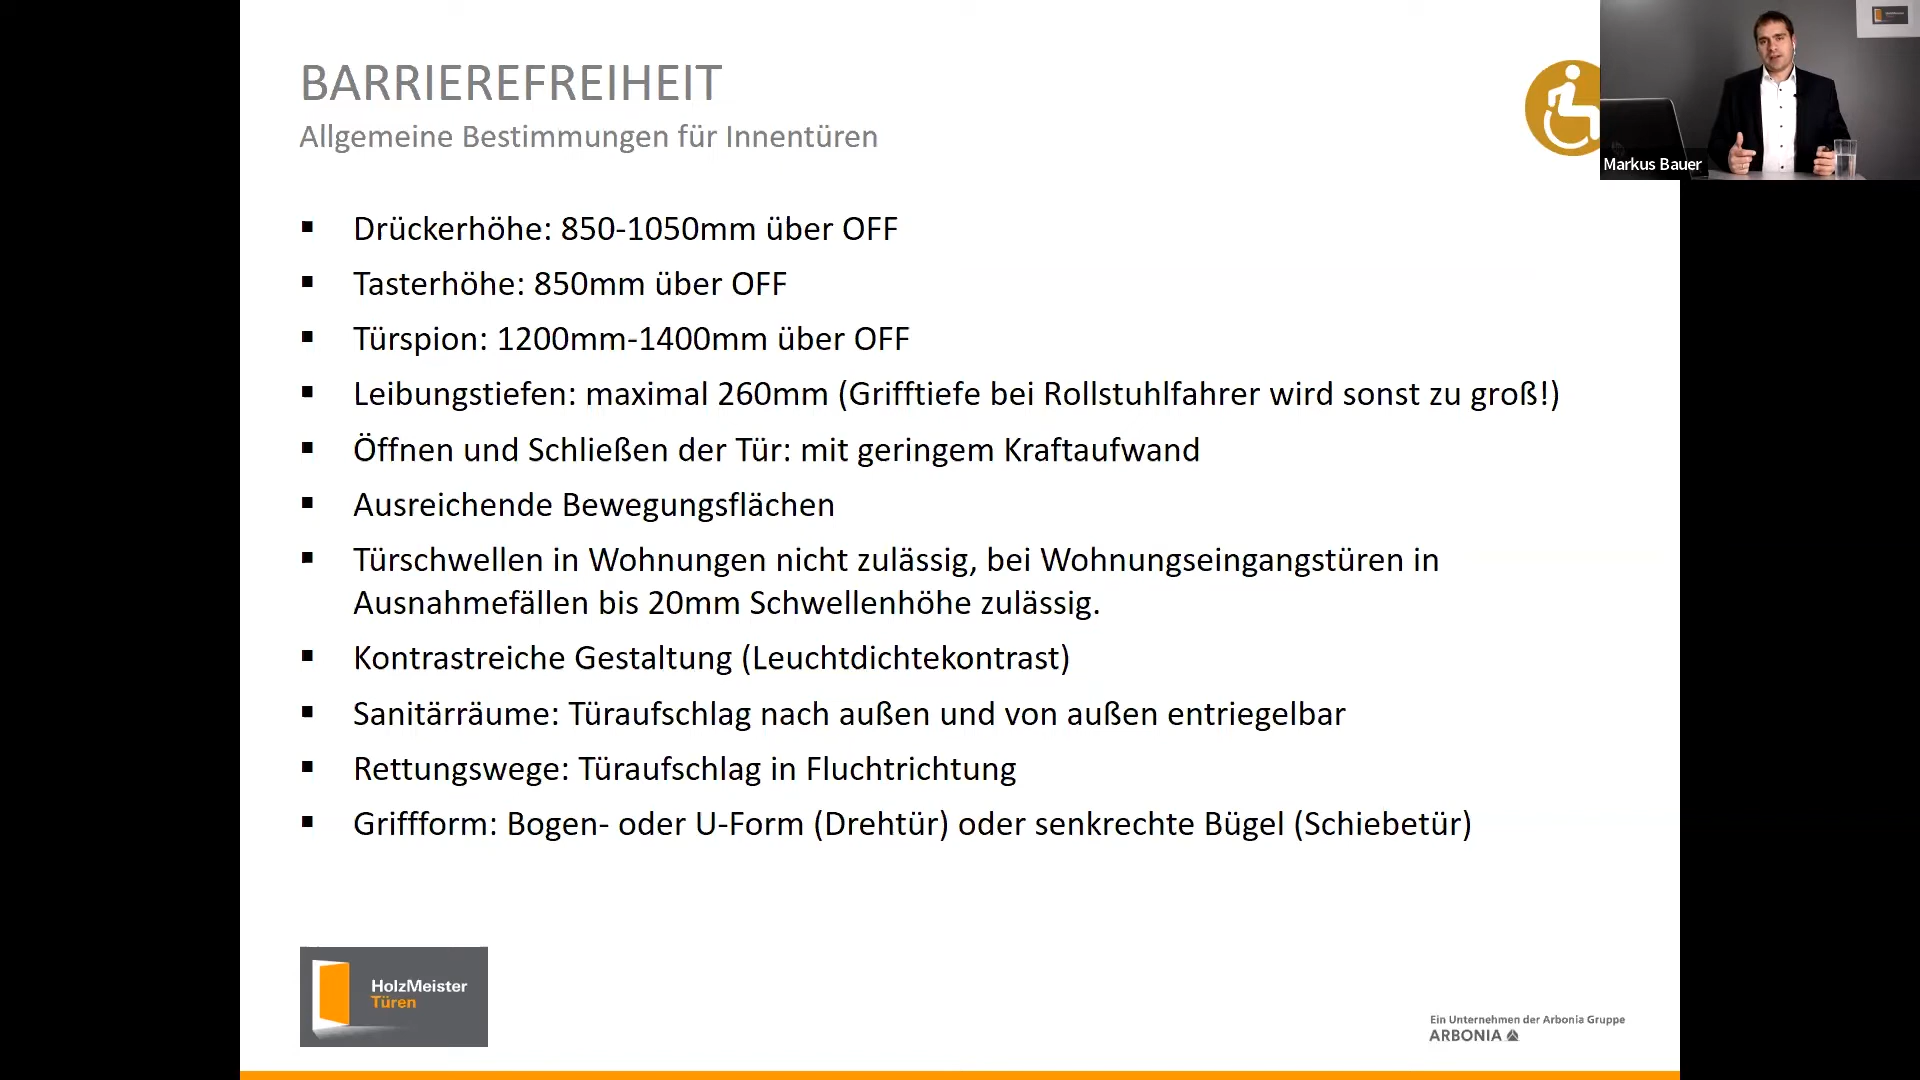 BARRIEREFREIHEIT
Allgemeine Bestimmungen für Innentüren
Markus Bauer
▪ Drückerhöhe: 850-1050mm über OFF
▪ Tasterhöhe: 850mm über OFF
▪ Türspion: 1200mm-1400mm über OFF
▪ Leibungstiefen: maximal 260mm (Grifftiefe bei Rollstuhlfahrer wird sonst zu groß!)
▪ Öffnen und Schließen der Tür: mit geringem Kraftaufwand
▪ Ausreichende Bewegungsflächen
▪ Türschwellen in Wohnungen nicht zulässig, bei Wohnungseingangstüren in
Ausnahmefällen bis 20mm Schwellenhöhe zulässig.
▪ Kontrastreiche Gestaltung (Leuchtdichtekontrast)
▪ Sanitärräume: Türaufschlag nach außen und von außen entriegelbar
▪ Rettungswege: Türaufschlag in Fluchtrichtung
▪ Griffform: Bogen- oder U-Form (Drehtür) oder senkrechte Bügel (Schiebetür)
HolzMeister
Türen
Ein Unternehmen der Arbonia Gruppe
ARBONIA